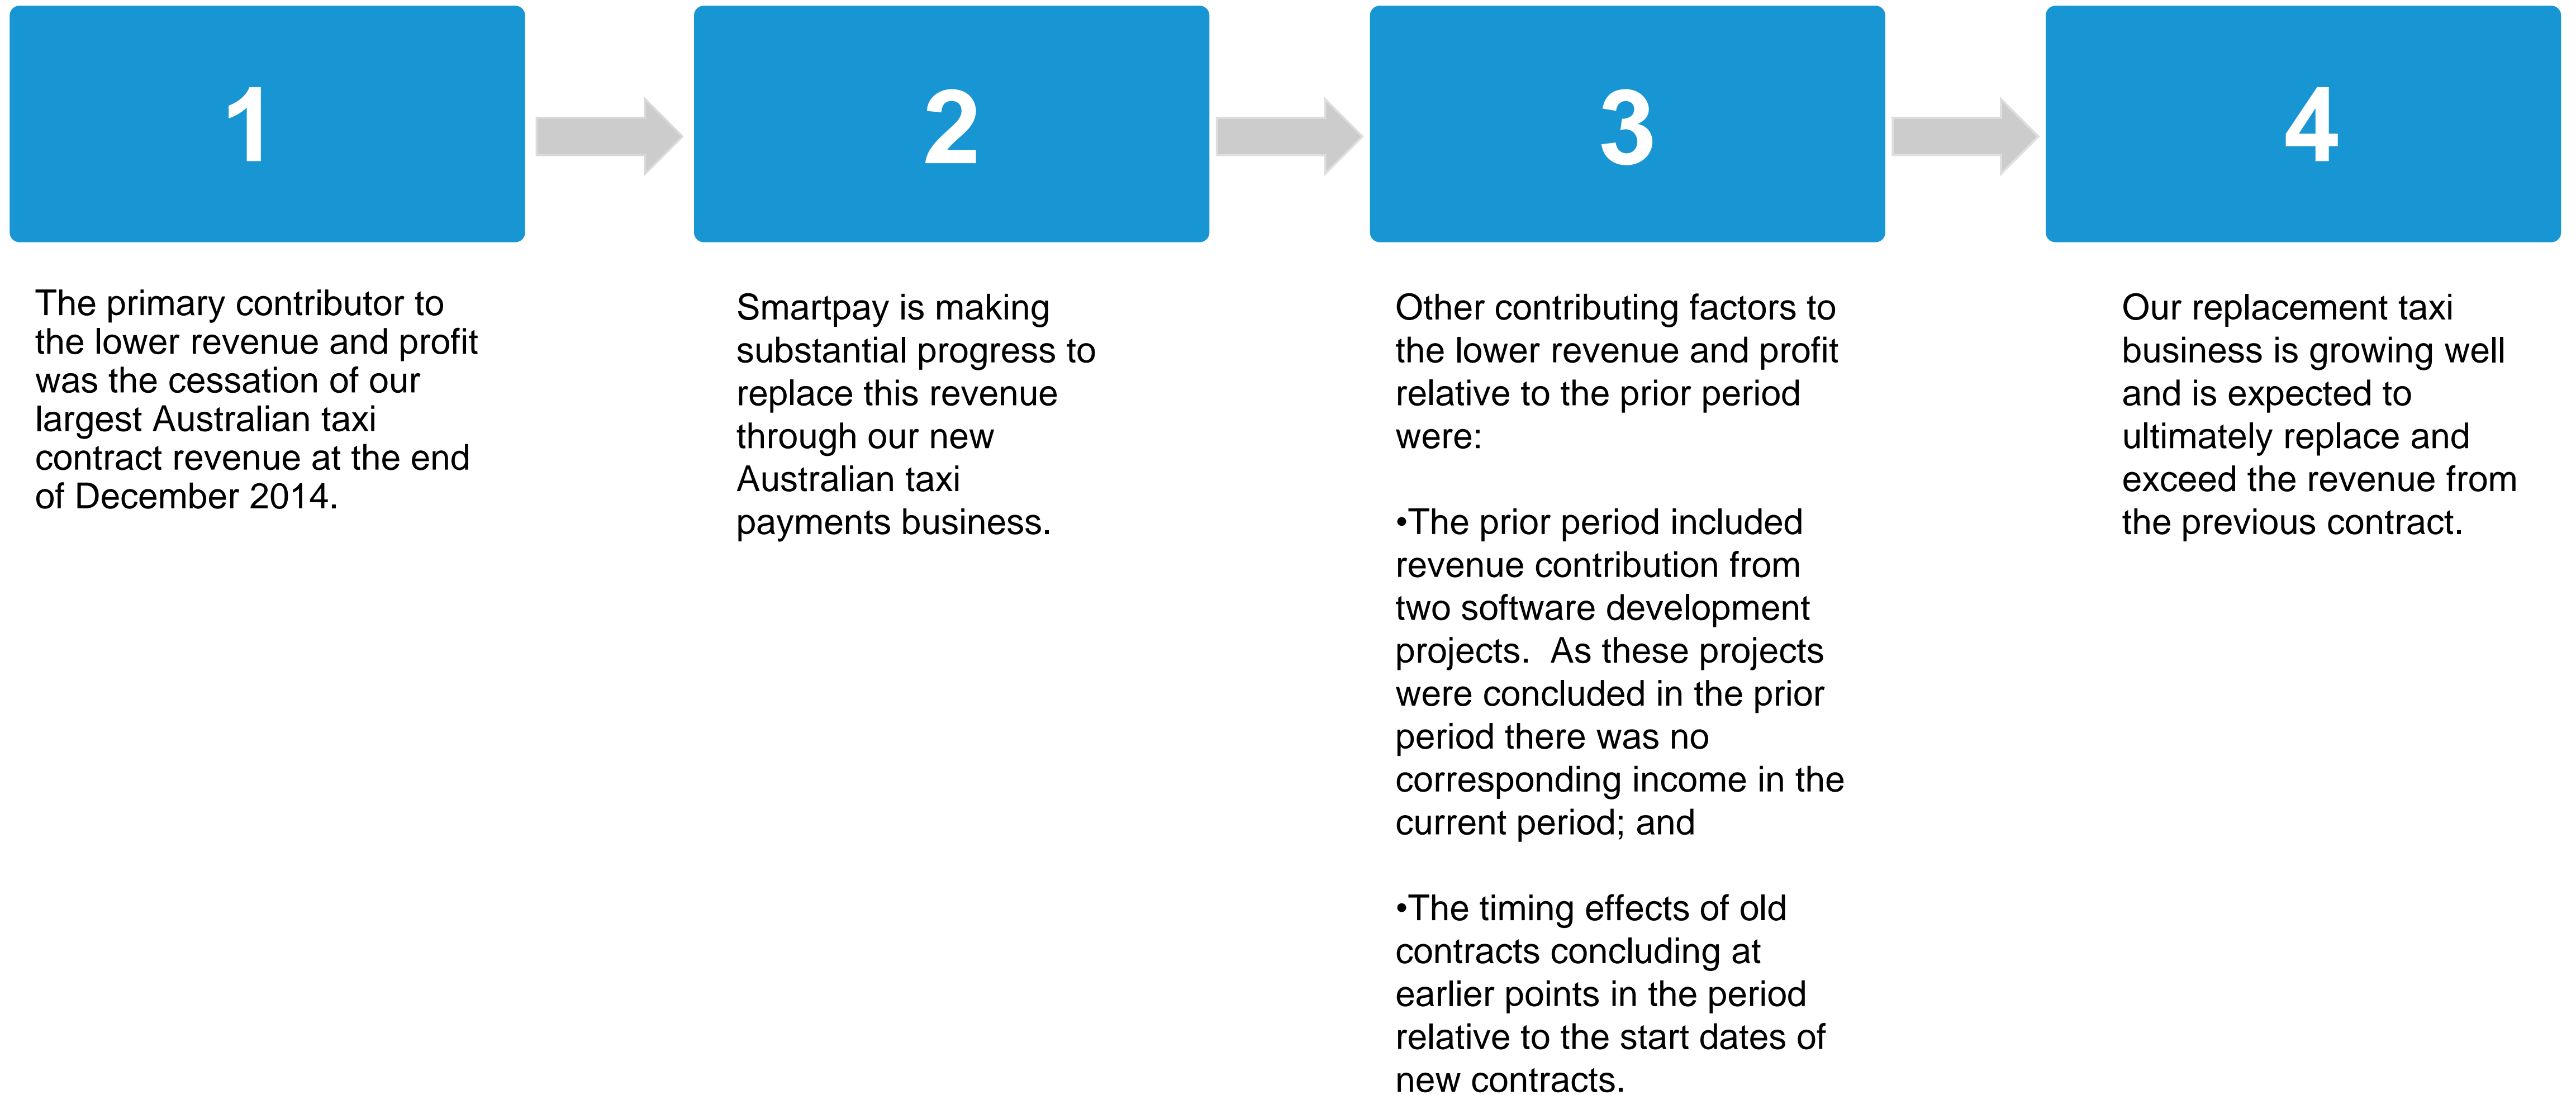 1
The primary contributor to
the lower revenue and profit
was the cessation of our
largest Australian taxi
contract revenue at the end
of December 2014.
2
Smartpay is making
substantial progress to
replace this revenue
through our new
Australian taxi
payments business.
3
Other contributing factors to
the lower revenue and profit
relative to the prior period
were:
•The prior period included
revenue contribution from
two software development
projects.  As these projects
were concluded in the prior
period there was no
corresponding income in the
current period; and
•The timing effects of old
contracts concluding at
earlier points in the period
relative to the start dates of
new contracts.
4
Our replacement taxi
business is growing well
and is expected to
ultimately replace and
exceed the revenue from
the previous contract.